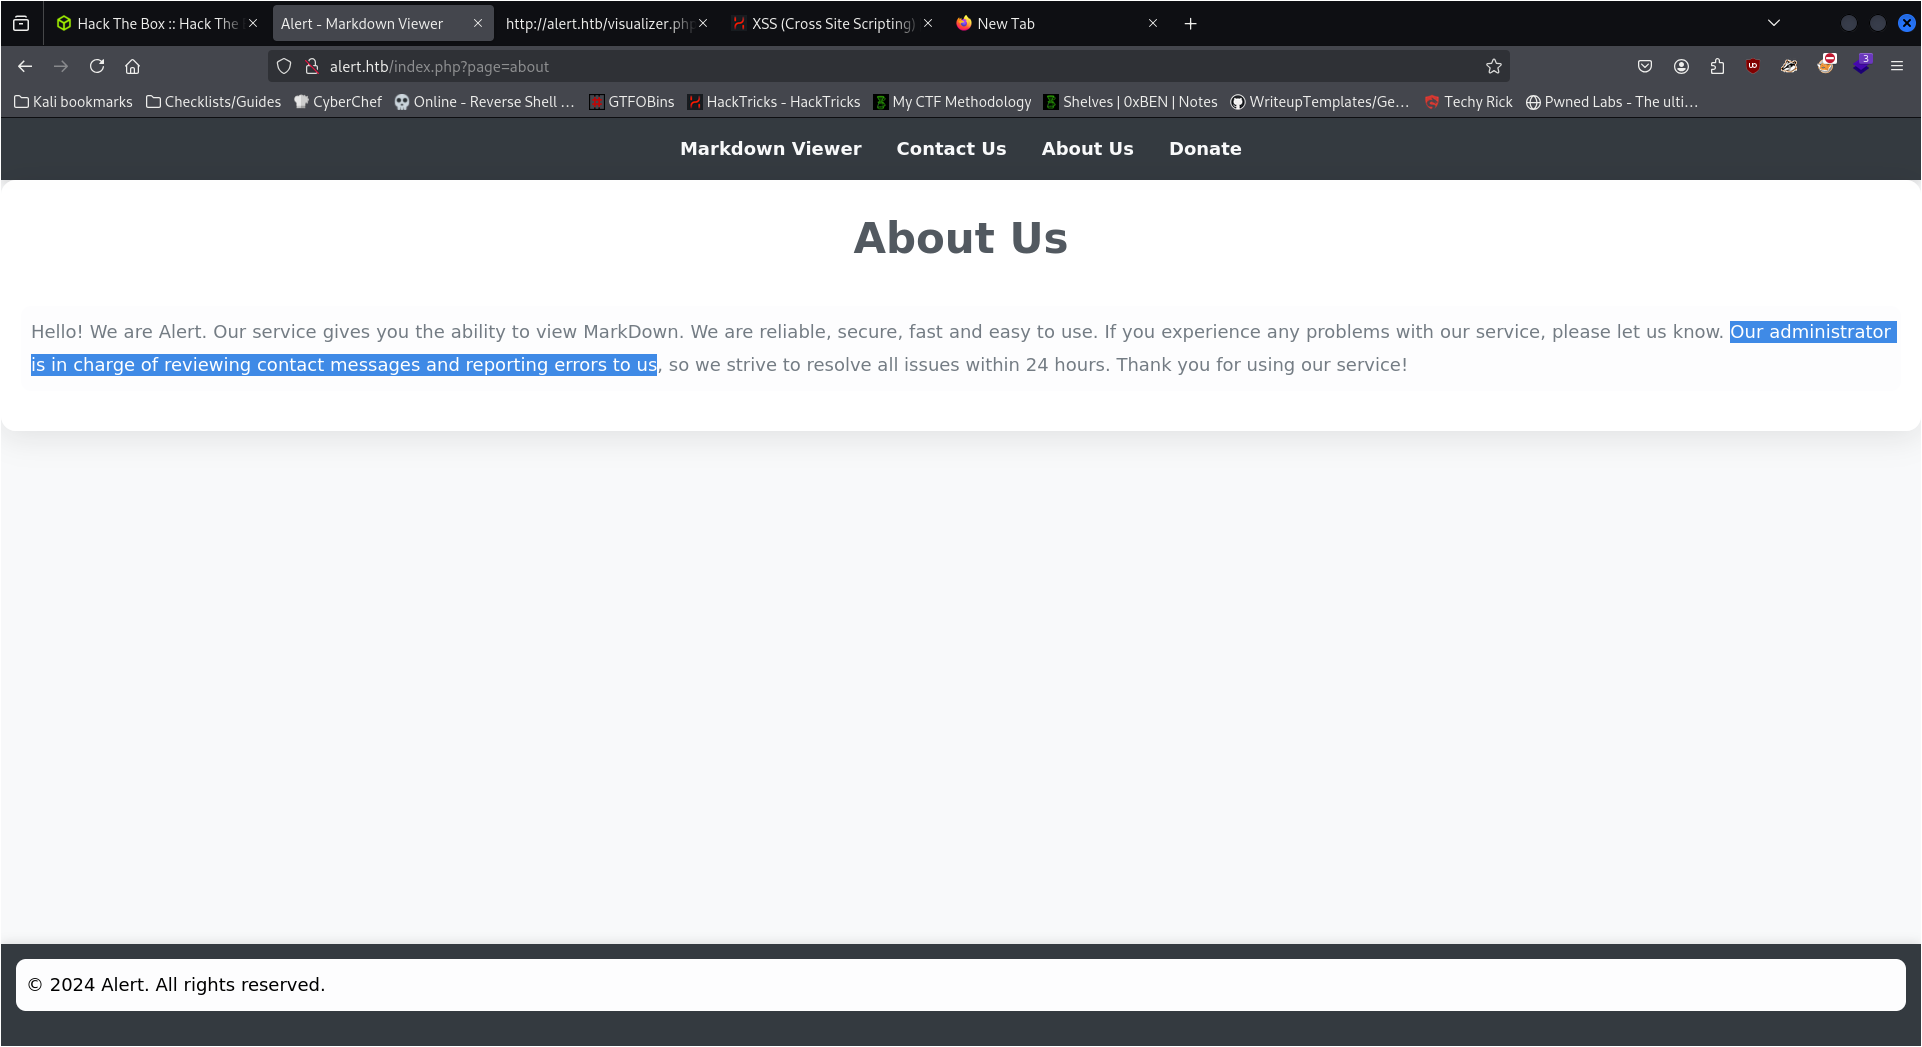 Hack The Box :: Hack The
Alert - Markdown Viewer
http://alert.htb/visualizer.php
XSS (Cross Site Scripting)
New Tab
alert.htb/index.php?page=about
3
Kali bookmarks
Checklists/Guides
CyberChef
Online - Reverse Shell ...
GTFOBins
HackTricks - HackTricks
My CTF Methodology
Shelves | 0xBEN | Notes
WriteupTemplates/Ge...
Techy Rick
Pwned Labs - The ulti...
Markdown Viewer
Contact Us
About Us
Donate
About Us
Hello! We are Alert. Our service gives you the ability to view MarkDown. We are reliable, secure, fast and easy to use. If you experience any problems with our service, please let us know. Our administrator
is in charge of reviewing contact messages and reporting errors to us, so we strive to resolve all issues within 24 hours. Thank you for using our service!
© 2024 Alert. All rights reserved.